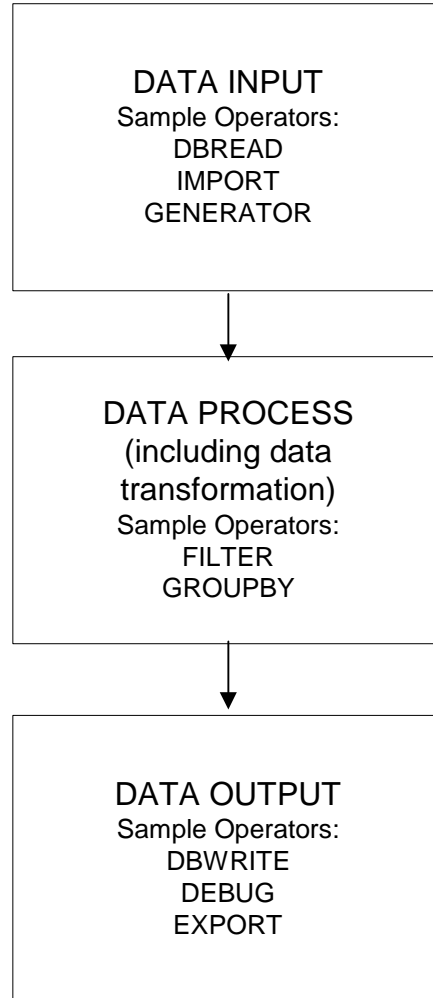 DATA INPUT
Sample Operators:
DBREAD
IMPORT
GENERATOR
DATA PROCESS
(including data
transformation)
Sample Operators:
FILTER
GROUPBY
DATA OUTPUT
Sample Operators:
DBWRITE
DEBUG
EXPORT